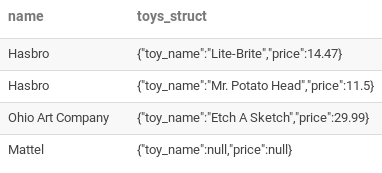 name toys_struct
Hasbro {"toy_name":"Lite-Brite","price":14.47}
Hasbro {"toy_name":"Mr. Potato Head","price":11.5}
Ohio Art Company {"toy_name":"Etch A Sketch","price":29.99}
Mattel {"toy_name":null,"price":null}